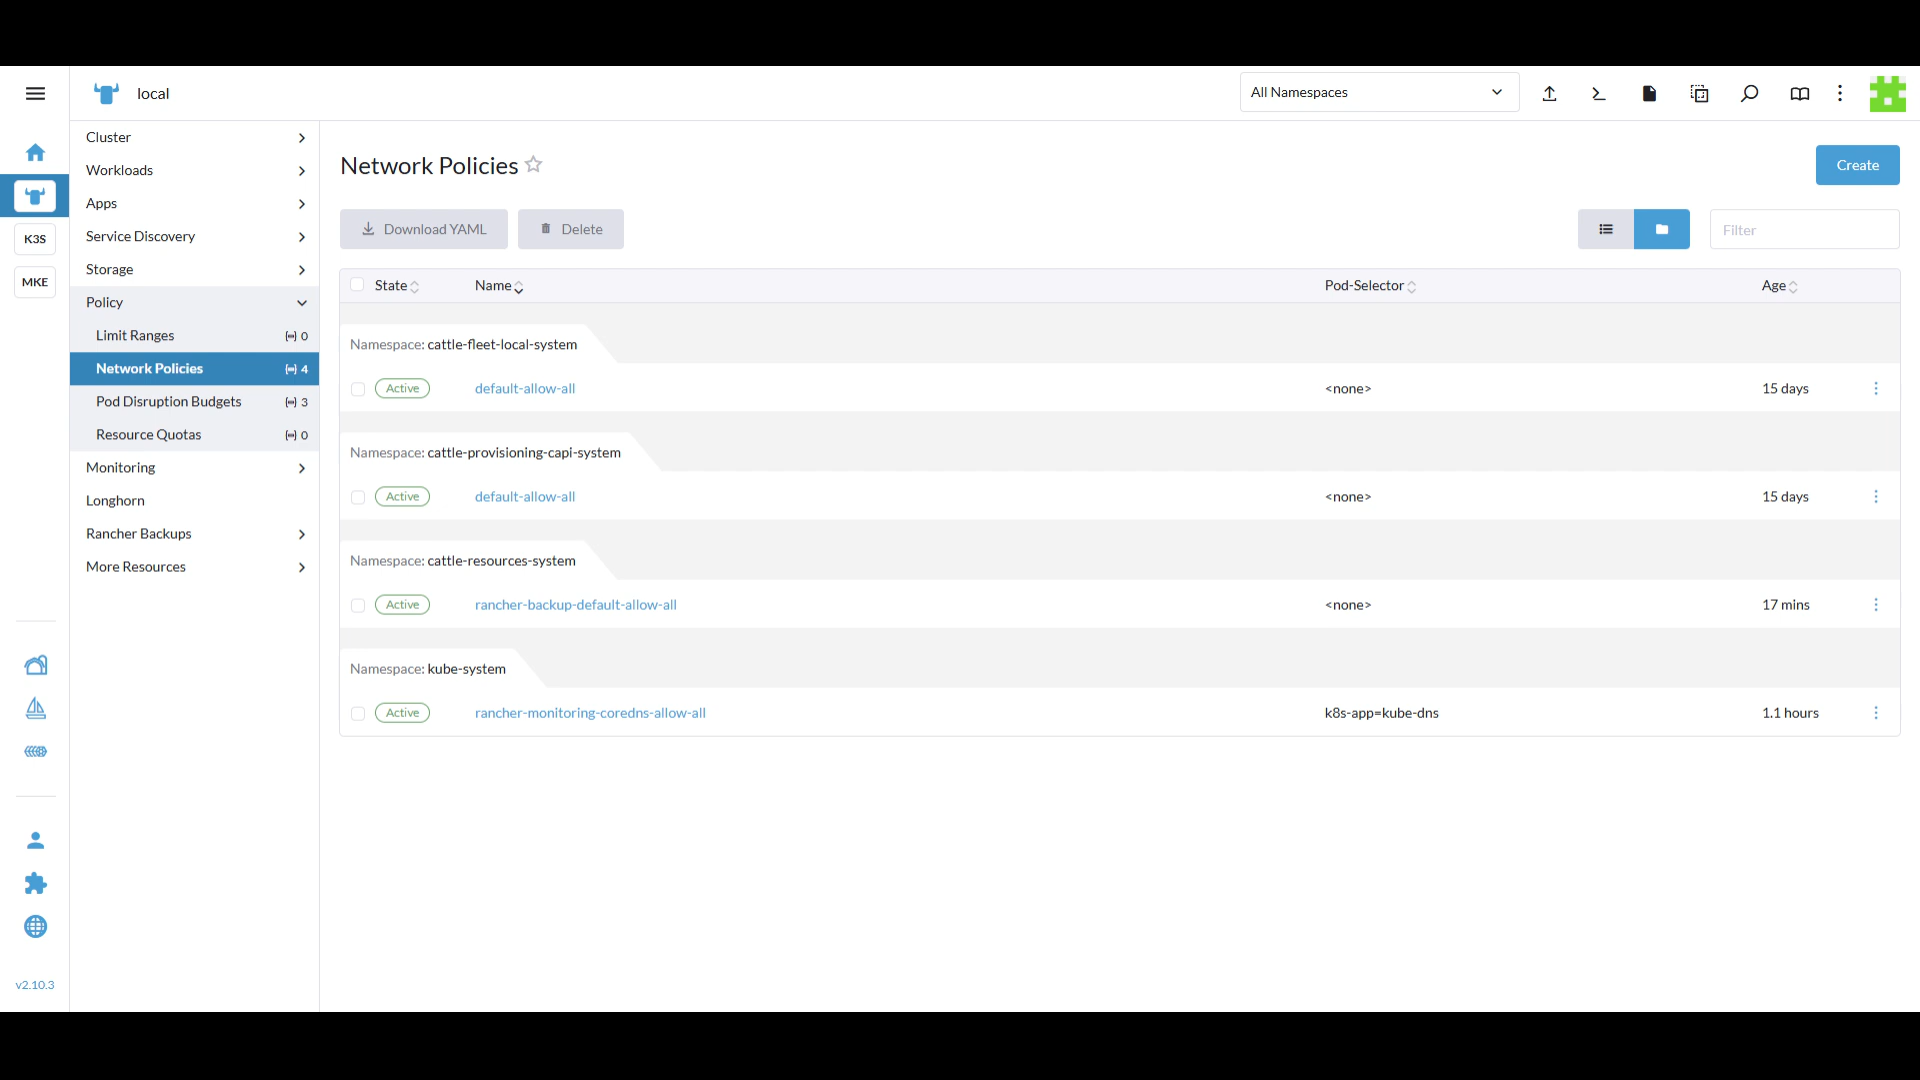 local
All Namespaces
Cluster
Workloads
Apps
Service Discovery
Storage
Policy
Limit Ranges 0
Network Policies 4
Pod Disruption Budgets 3
Resource Quotas 0
Monitoring
Longhorn
Rancher Backups
More Resources
K3S
MKE
v2.10.3
Network Policies
Create
Download YAML
Delete
Filter
State Name Pod-Selector Age
Namespace: cattle-fleet-local-system
Active default-allow-all <none> 15 days
Namespace: cattle-provisioning-capi-system
Active default-allow-all <none> 15 days
Namespace: cattle-resources-system
Active rancher-backup-default-allow-all <none> 17 mins
Namespace: kube-system
Active rancher-monitoring-coredns-allow-all k8s-app=kube-dns 1.1 hours